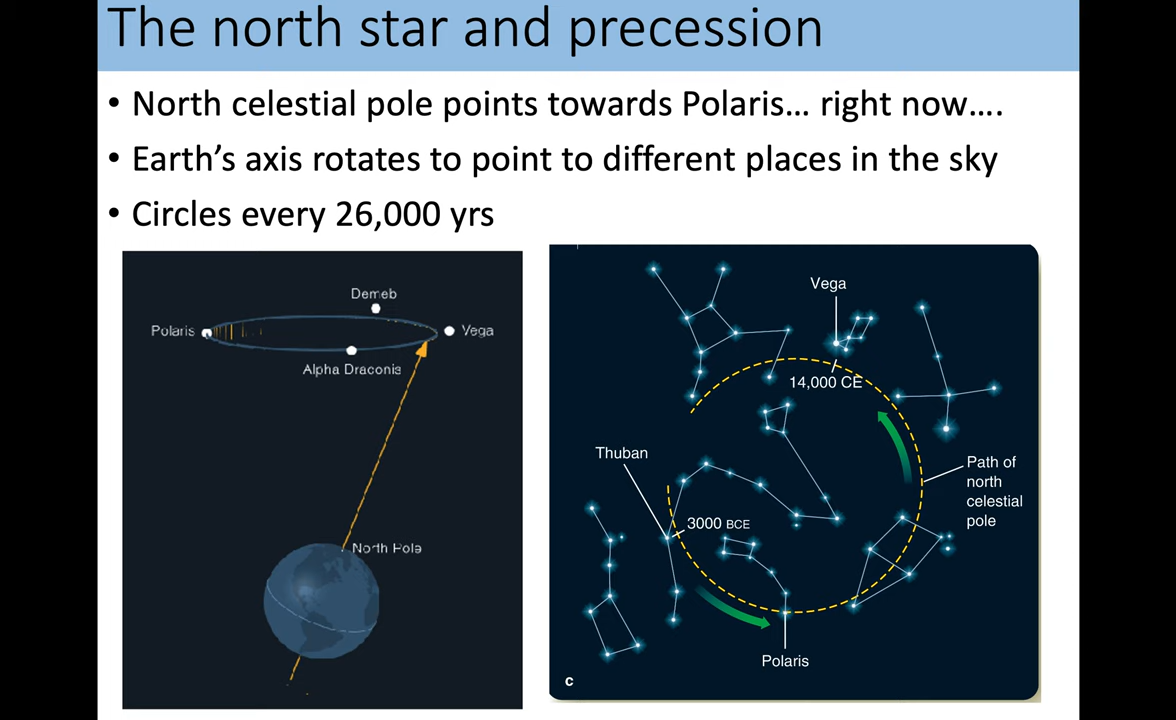 The north star and precession
• North celestial pole points towards Polaris… right now….
• Earth’s axis rotates to point to different places in the sky
• Circles every 26,000 yrs
Demeb
Polaris
Vega
Alpha Draconis
North Pole
Vega
14,000 CE
Thuban
3000 BCE
Path of
north
celestial
pole
Polaris
c